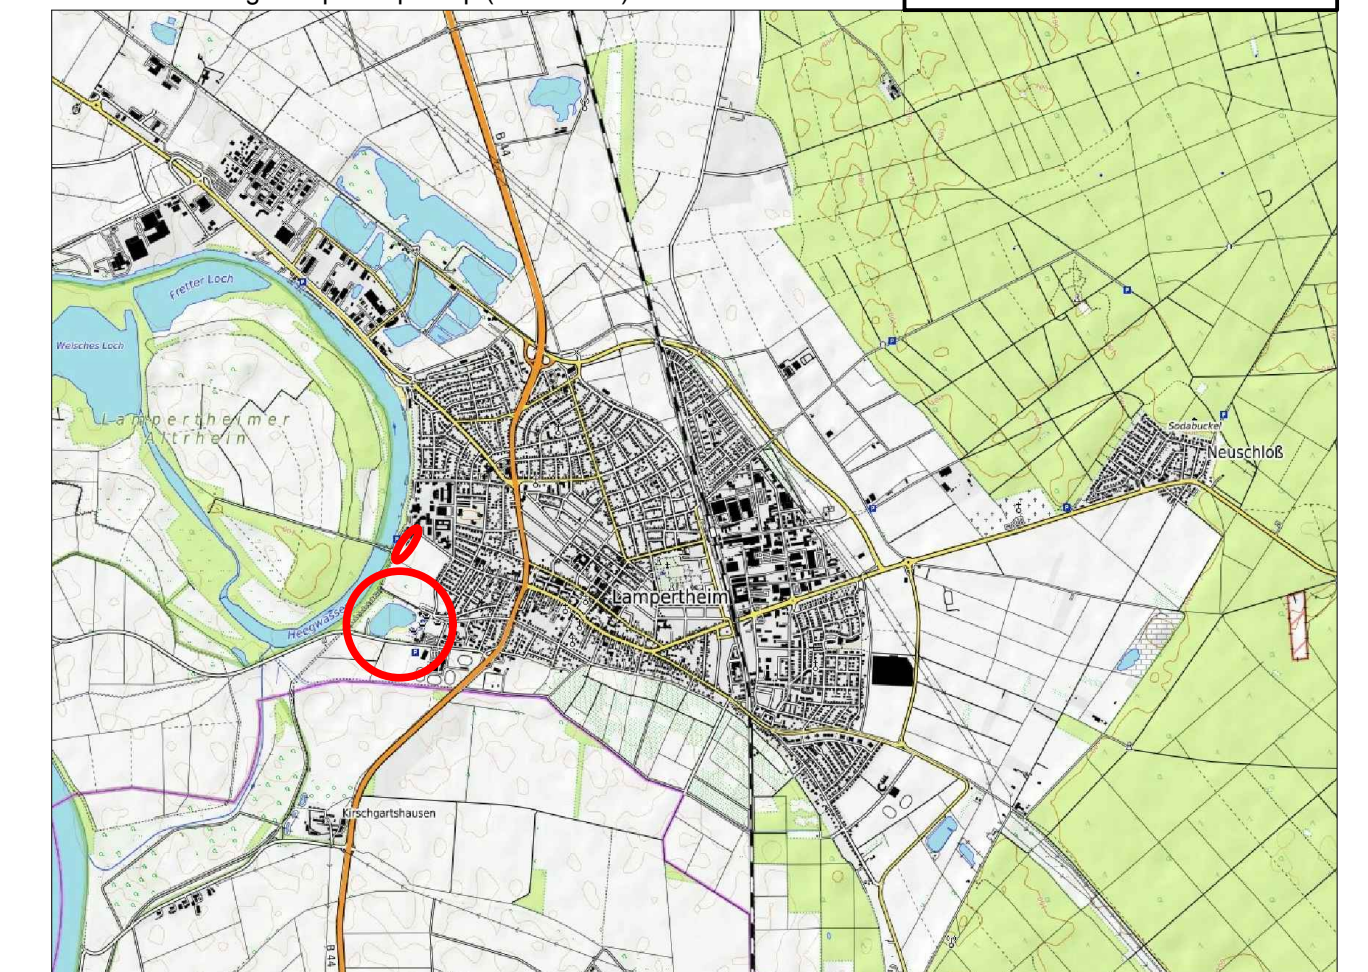 B 44
Fretter Loch
Welsches Loch
Lampertheimer
Altrhein
Sodabuckel
Neuschloß
P
Lampertheim
Heegwasser
P
Kirschgartshausen
B 44